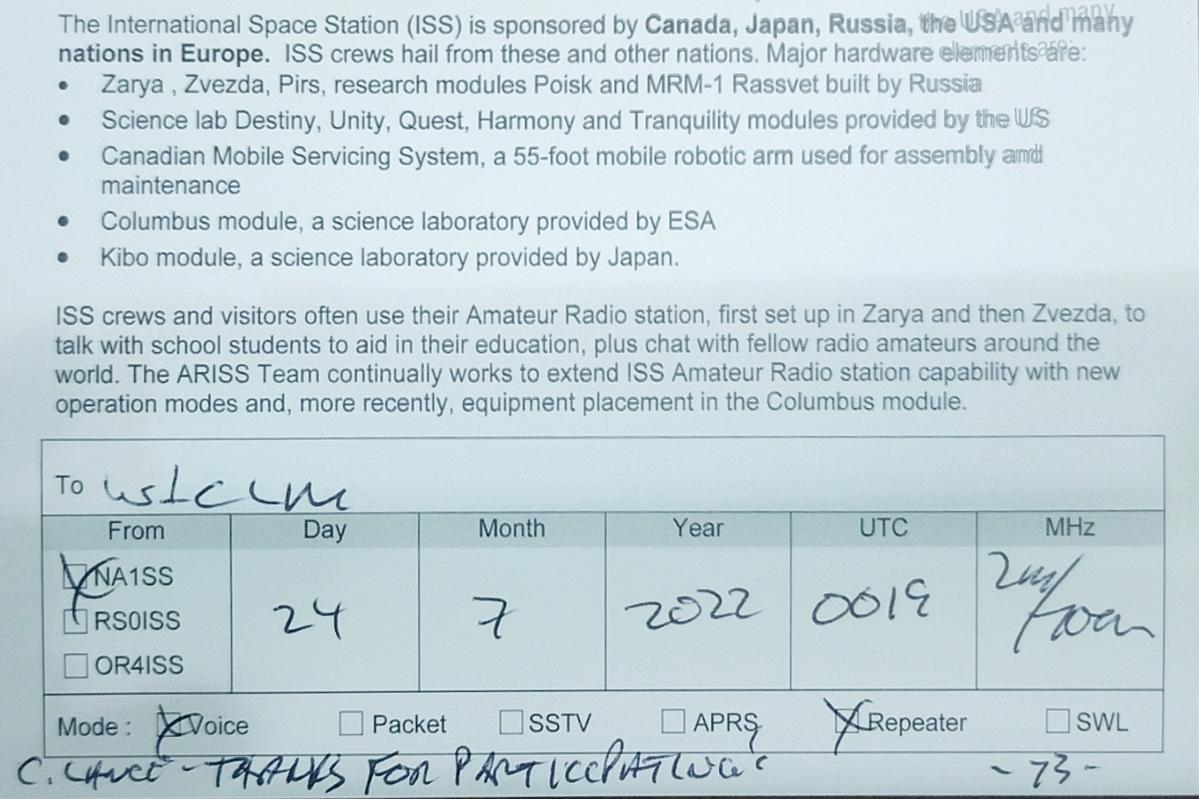 The International Space Station (ISS) is sponsored by Canada, Japan, Russia, the USA and many
nations in Europe. ISS crews hail from these and other nations. Major hardware elements are:
• Zarya , Zvezda, Pirs, research modules Poisk and MRM-1 Rassvet built by Russia
• Science lab Destiny, Unity, Quest, Harmony and Tranquility modules provided by the US
• Canadian Mobile Servicing System, a 55-foot mobile robotic arm used for assembly and
maintenance
• Columbus module, a science laboratory provided by ESA
• Kibo module, a science laboratory provided by Japan.
ISS crews and visitors often use their Amateur Radio station, first set up in Zarya and then Zvezda, to
talk with school students to aid in their education, plus chat with fellow radio amateurs around the
world. The ARISS Team continually works to extend ISS Amateur Radio station capability with new
operation modes and, more recently, equipment placement in the Columbus module.
To
From Day Month Year UTC MHz
NA1SS
RS0ISS 24 7 2022 0019 2m/
OR4ISS
Mode : Voice Packet SSTV APRS Repeater SWL
THANKS FOR PARTICIPATING -73-